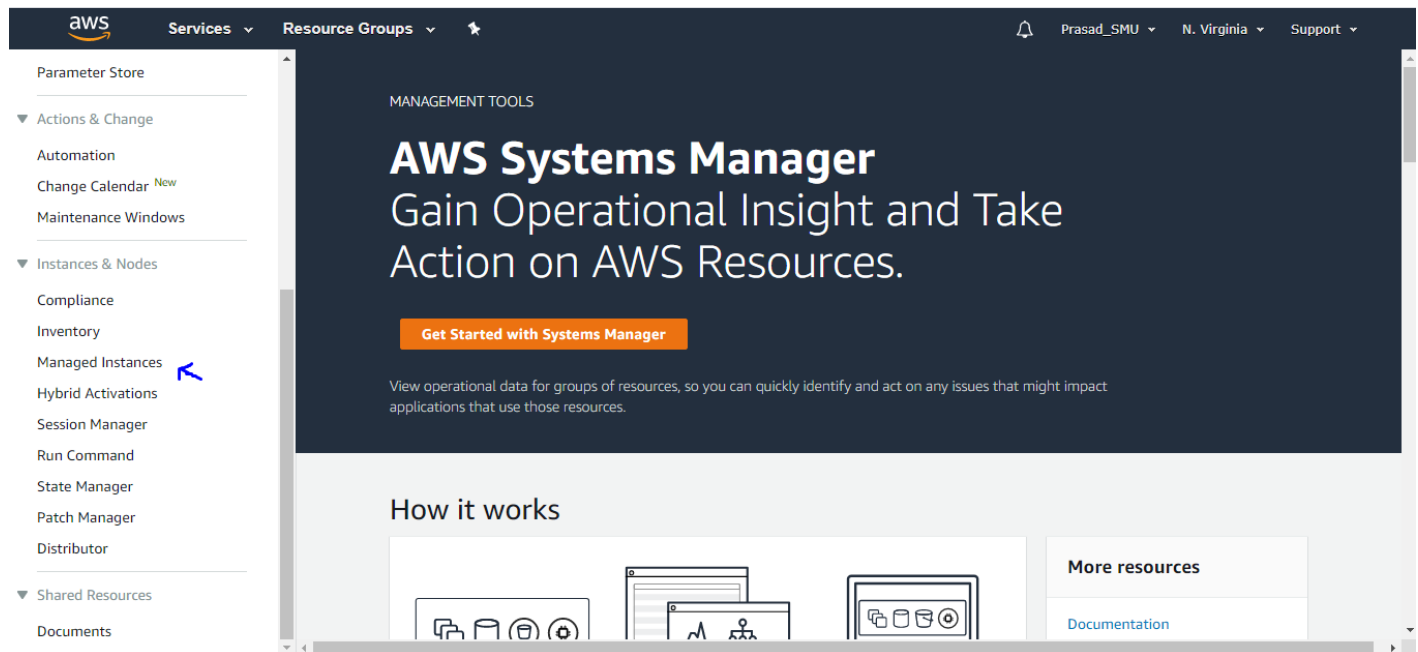 aws
Services
Resource Groups
Prasad_SMU
N. Virginia
Support
Parameter Store
Actions & Change
Automation
Change Calendar New
Maintenance Windows
Instances & Nodes
Compliance
Inventory
Managed Instances
Hybrid Activations
Session Manager
Run Command
State Manager
Patch Manager
Distributor
Shared Resources
Documents
MANAGEMENT TOOLS
AWS Systems Manager
Gain Operational Insight and Take
Action on AWS Resources.
Get Started with Systems Manager
View operational data for groups of resources, so you can quickly identify and act on any issues that might impact
applications that use those resources.
How it works
More resources
Documentation